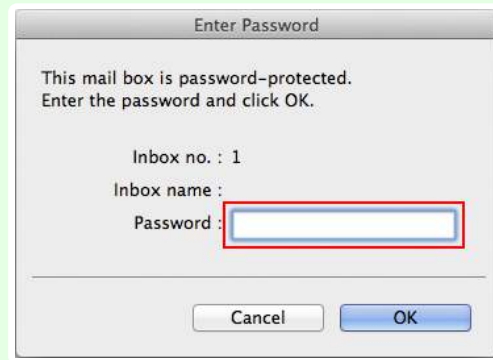 Enter Password
This mail box is password-protected.
Enter the password and click OK.
Inbox no. : 1
Inbox name :
Password :
Cancel
OK